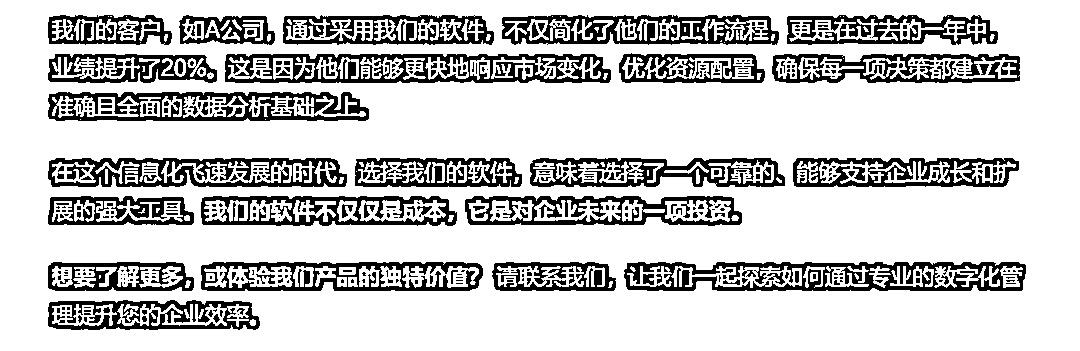 我们的客户，如A公司，通过采用我们的软件，不仅简化了他们的工作流程，更是在过去的一年中，
业绩提升了20%。这是因为他们能够更快地响应市场变化，优化资源配置，确保每一项决策都建立在
准确且全面的数据分析基础之上。
在这个信息化飞速发展的时代，选择我们的软件，意味着选择了一个可靠的、能够支持企业成长和扩
展的强大工具。我们的软件不仅仅是成本，它是对企业未来的一项投资。
想要了解更多，或体验我们产品的独特价值？请联系我们，让我们一起探索如何通过专业的数字化管
理提升您的企业效率。